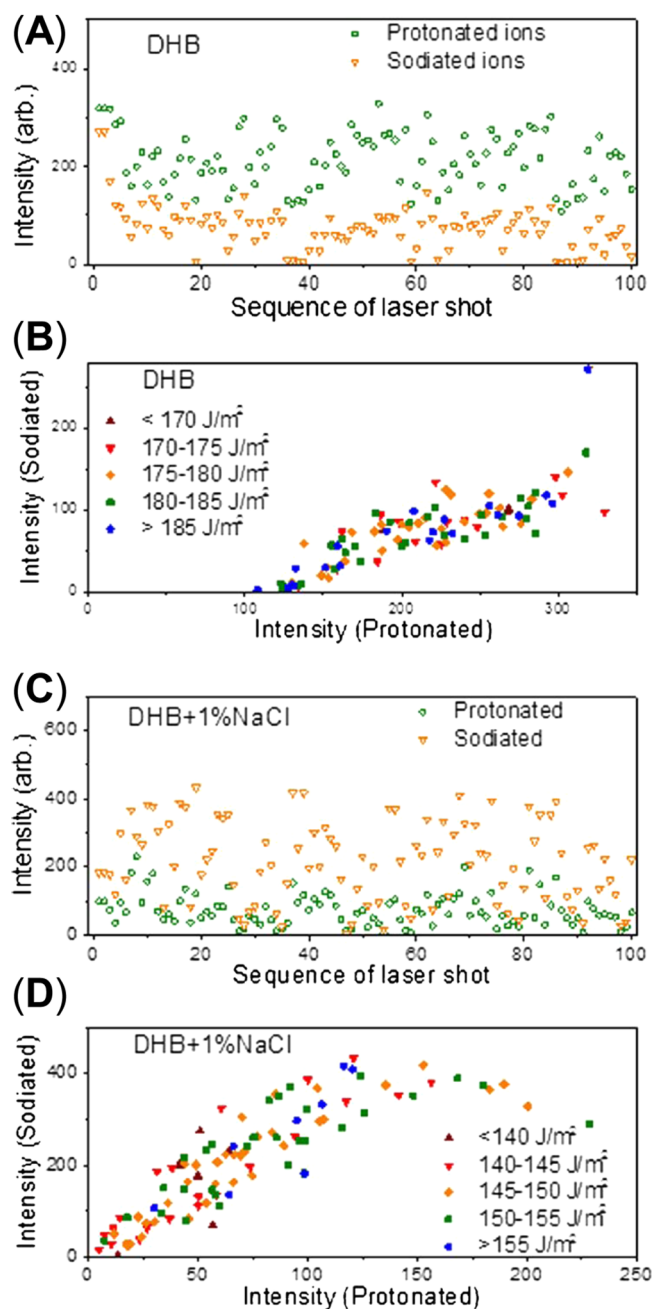 (A)
DHB
Protonated ions
Sodiated ions
Intensity (arb.)
400
200
0
0 20 40 60 80 100
Sequence of laser shot
(B)
DHB
< 170 J/m²
170-175 J/m²
175-180 J/m²
180-185 J/m²
> 185 J/m²
Intensity (Sodiated)
200
100
0
0 100 200 300
Intensity (Protonated)
(C)
DHB+1%NaCl
Protonated
Sodiated
Intensity (arb.)
600
400
200
0
0 20 40 60 80 100
Sequence of laser shot
(D)
DHB+1%NaCl
<140 J/m²
140-145 J/m²
145-150 J/m²
150-155 J/m²
>155 J/m²
Intensity (Sodiated)
400
200
0
0 50 100 150 200 250
Intensity (Protonated)